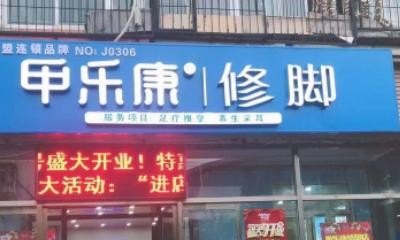 盟连锁品牌 NO: J0306
甲乐康 修脚
服务项目 足疗推拿 养生采耳
号盛大开业！特
大活动：“进店